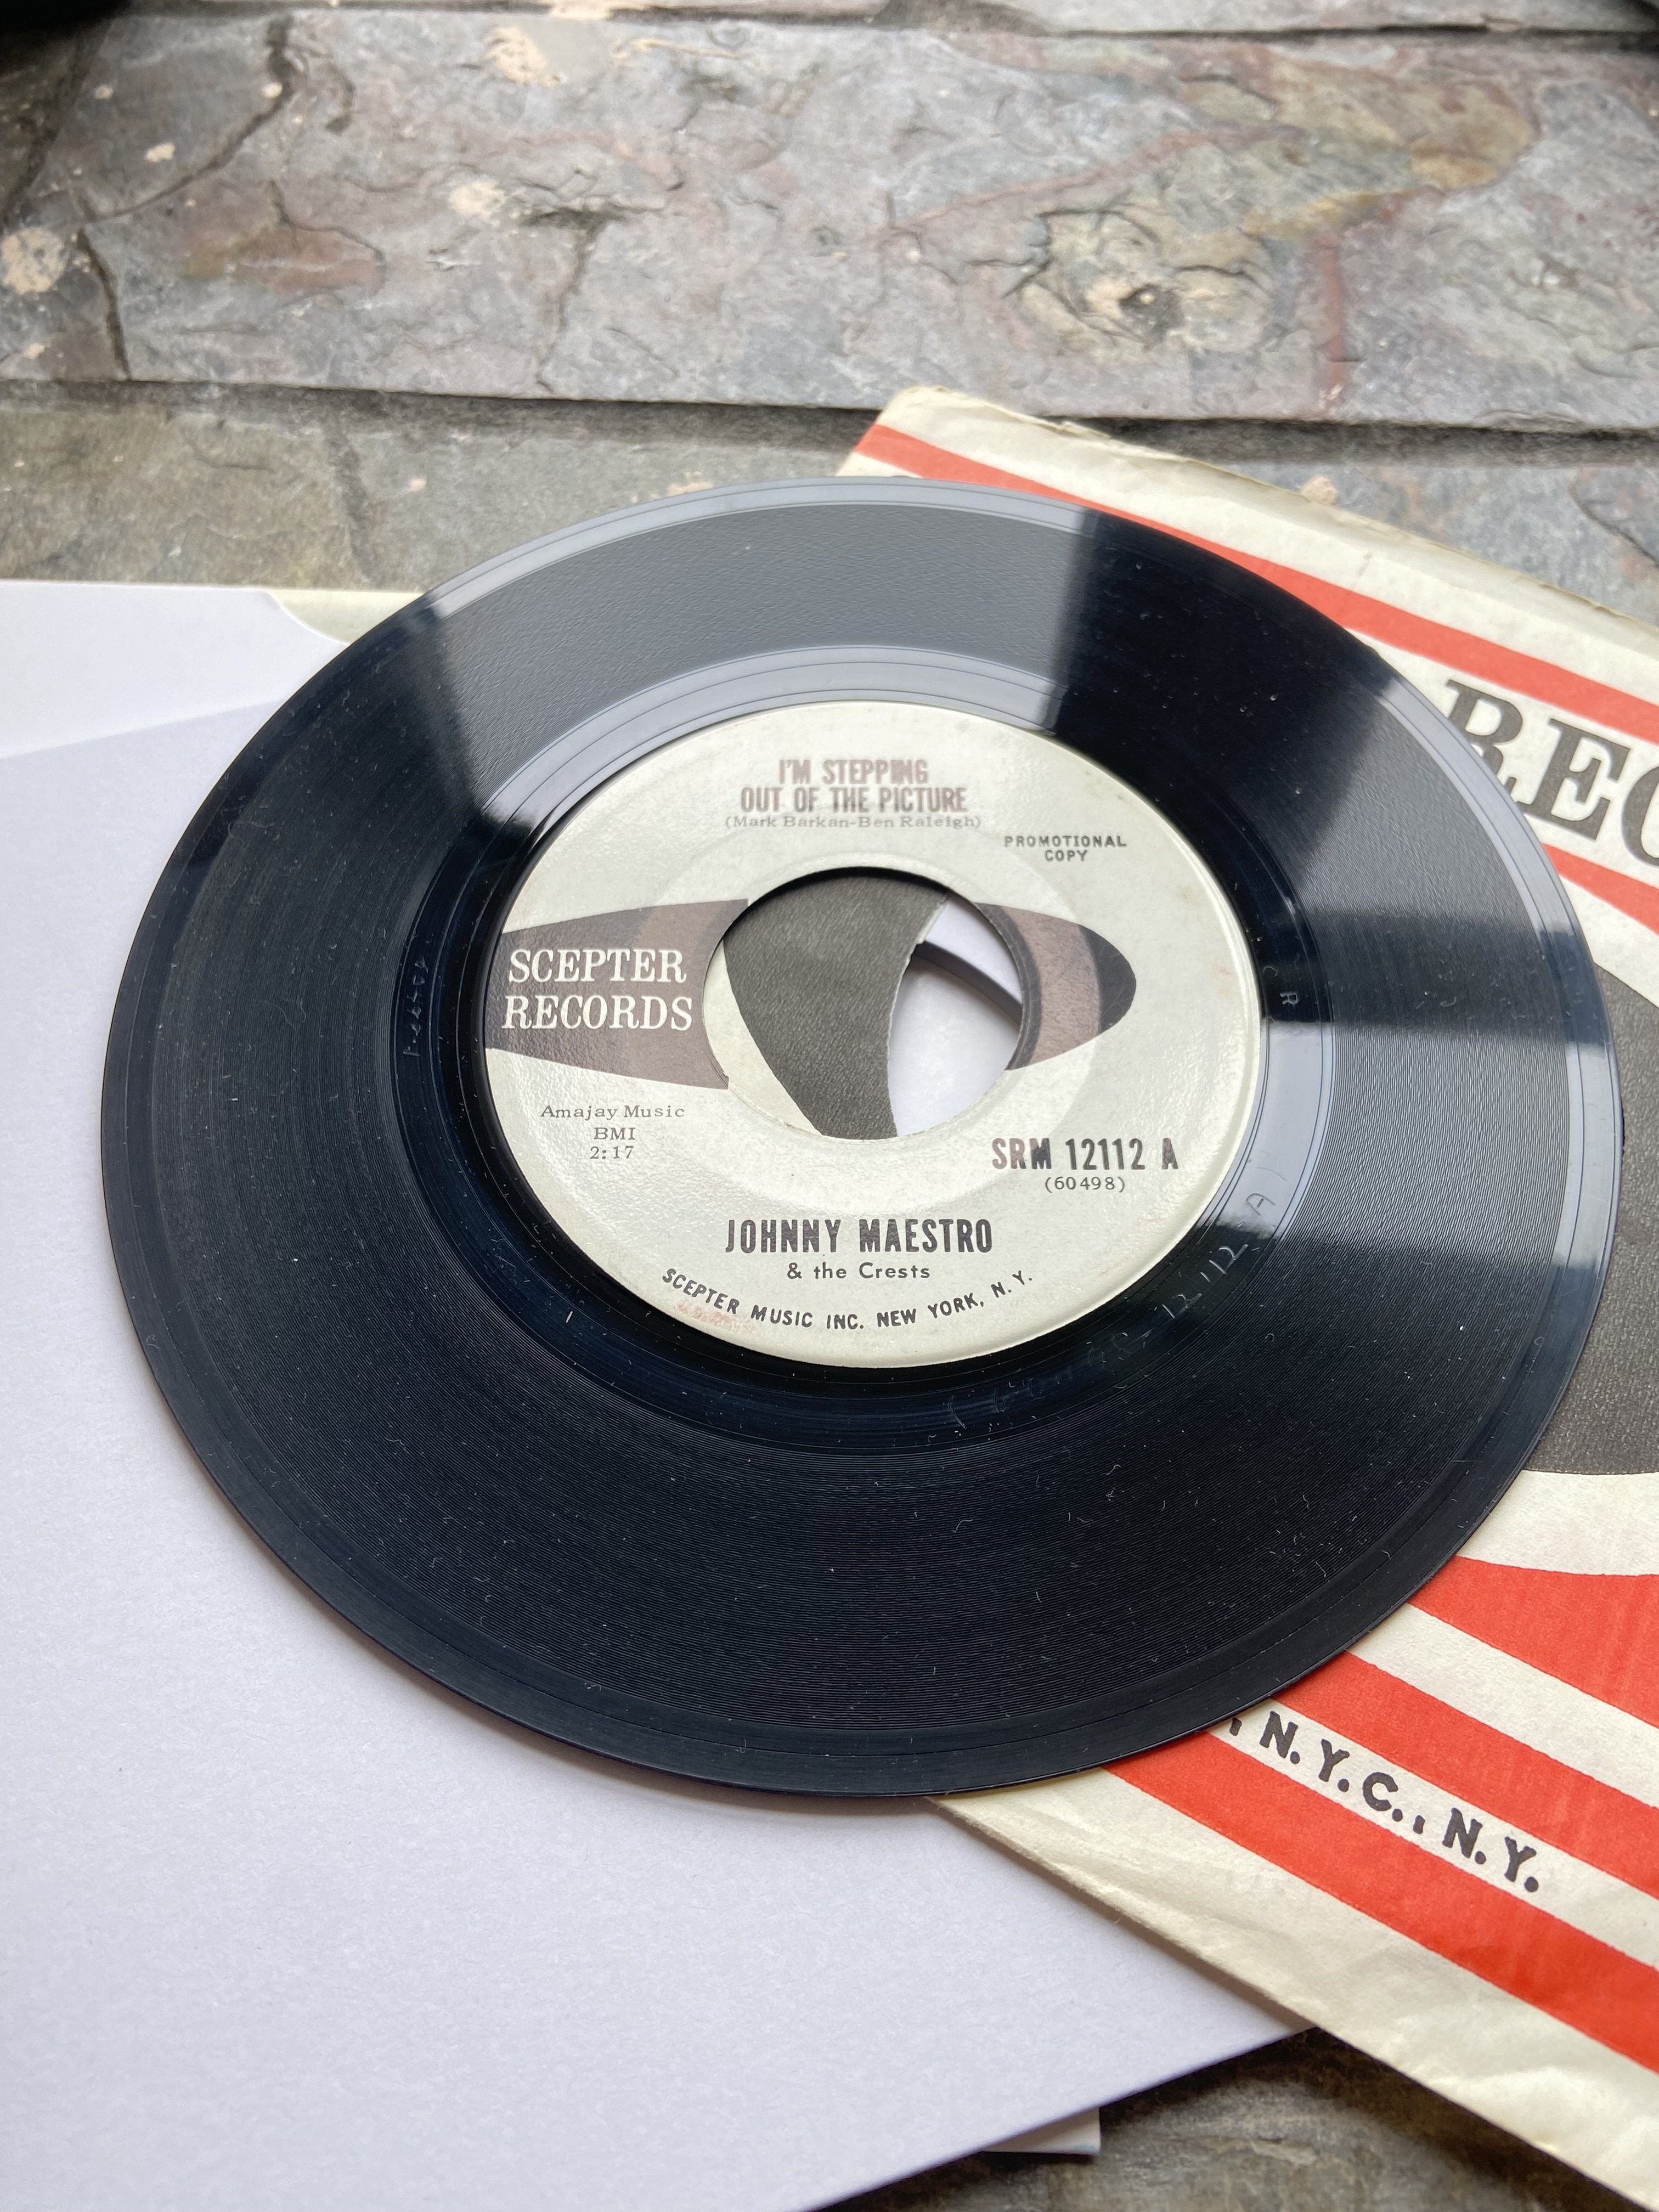 I'M STEPPING
OUT OF THE PICTURE
(Mark Barkan-Ben Raleigh)
PROMOTIONAL
COPY
SCEPTER
RECORDS
Amajay Music
BMI
2:17
SRM 12112 A
(60498)
JOHNNY MAESTRO
& the Crests
SCEPTER MUSIC INC. NEW YORK, N. Y.
12112 A
REC
, N.Y.C., N.Y.